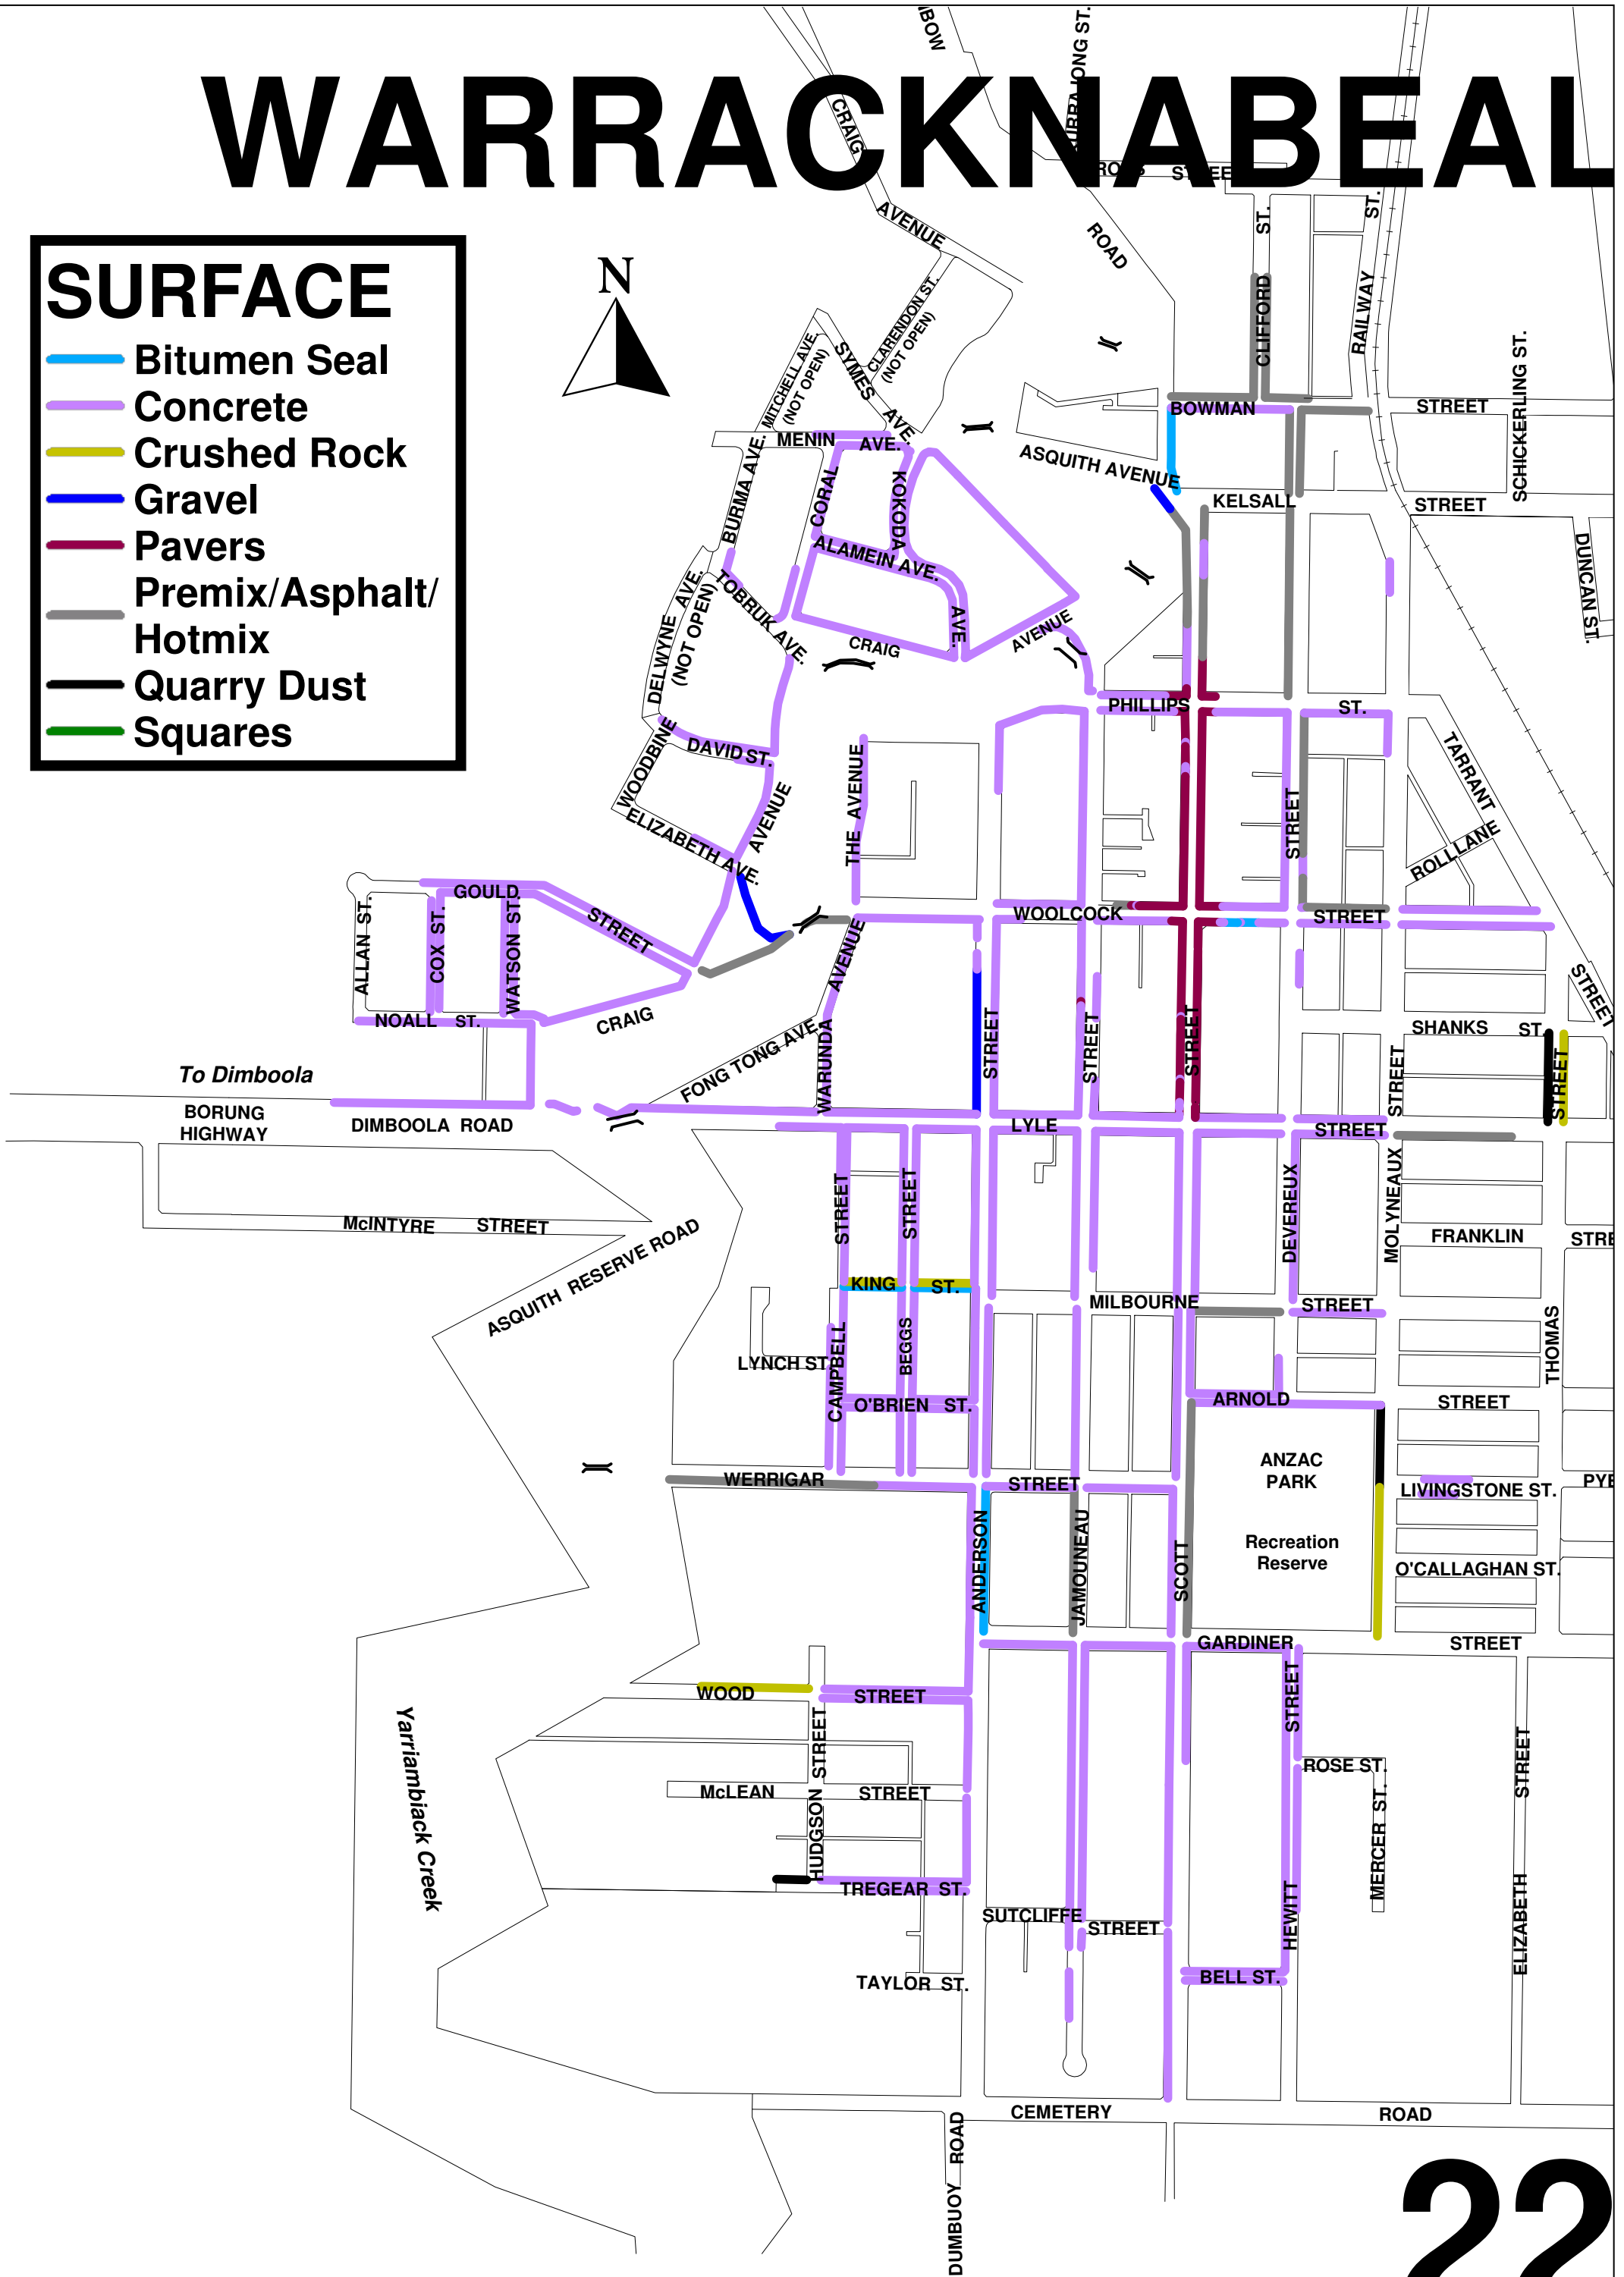 WARRACKNABEAL
SURFACE
Bitumen Seal
Concrete
Crushed Rock
Gravel
Pavers
Premix/Asphalt/
Hotmix
Quarry Dust
Squares
N
CRAIG
AVENUE
ROAD
STREE
CLIFFORD
ST.
RAILWAY
ST.
SCHICKERLING ST.
CLARENDON ST.
(NOT OPEN)
MITCHELL AVE.
(NOT OPEN)
SYMES
AVE.
MENIN
AVE.
BURMA AVE.
CORAL
KOKODA
ALAMEIN AVE.
AVE.
TOBRUK AVE.
DELWYNE AVE.
(NOT OPEN)
CRAIG
AVENUE
ASQUITH AVENUE
BOWMAN
STREET
KELSALL
STREET
DUNCAN ST.
PHILLIPS
ST.
WOODBINE
DAVID ST.
AVENUE
ELIZABETH AVE.
THE AVENUE
STREET
TARRANT
ROLLLANE
GOULD
STREET
ALLAN ST.
COX ST.
WATSON ST.
NOALL ST.
CRAIG
WOOLCOCK
STREET
AVENUE
WARUNDA
FONG TONG AVE.
STREET
STREET
STREET
STREET
SHANKS ST.
STREET
STREET
To Dimboola
BORUNG
HIGHWAY
DIMBOOLA ROAD
LYLE
STREET
McINTYRE STREET
ASQUITH RESERVE ROAD
STREET
STREET
DEVEREUX
MOLYNEAUX
FRANKLIN
STRE
KING
ST.
MILBOURNE
STREET
THOMAS
LYNCH ST.
CAMPBELL
BEGGS
O'BRIEN ST.
ARNOLD
STREET
ANZAC
PARK
Recreation
Reserve
WERRIGAR
STREET
LIVINGSTONE ST.
PYE
ANDERSON
JAMOUNEAU
SCOTT
O'CALLAGHAN ST.
GARDINER
STREET
WOOD
STREET
STREET
STREET
ROSE ST.
MERCER ST.
STREET
McLEAN
STREET
HUDGSON
TREGEAR ST.
Yarriambiack Creek
SUTCLIFFE
STREET
HEWITT
ELIZABETH
BELL ST.
TAYLOR ST.
CEMETERY
ROAD
DUMBUOY ROAD
22